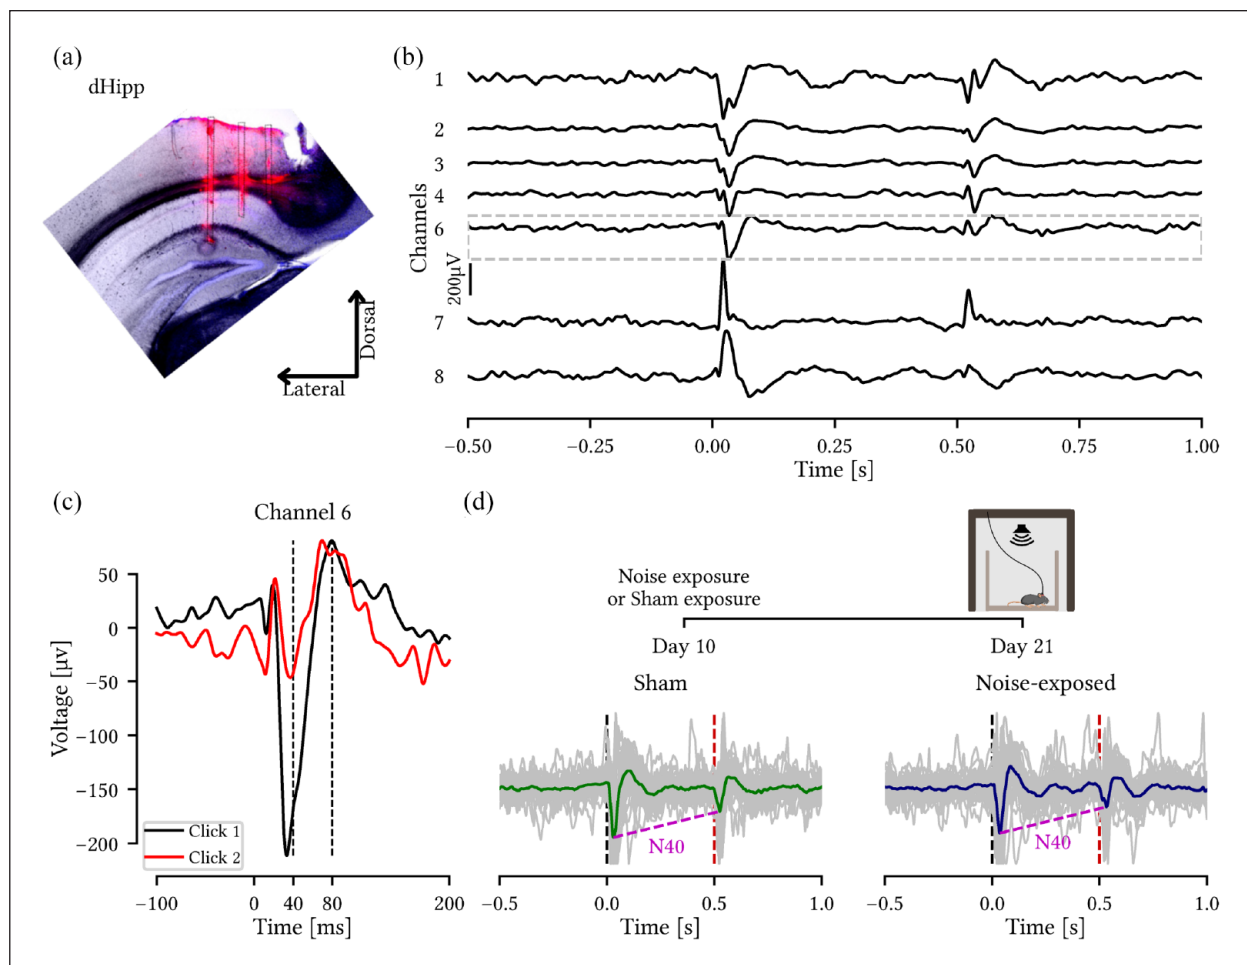 (a)
dHipp
Dorsal
Lateral
(b)
Channels
1
2
3
4
6
7
8
200μV
−0.50
−0.25
0.00
0.25
0.50
0.75
1.00
Time [s]
(c)
Channel 6
Voltage [μv]
50
0
−50
−100
−150
−200
Click 1
Click 2
−100
0
40
80
200
Time [ms]
(d)
Noise exposure
or Sham exposure
Day 10
Day 21
Sham
N40
−0.5
0.0
0.5
1.0
Time [s]
Noise-exposed
N40
−0.5
0.0
0.5
1.0
Time [s]